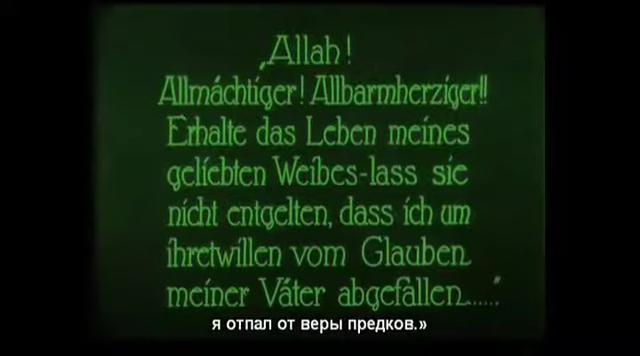 „Allah!
Allmächtiger! Allbarmherziger!!
Erhalte das Leben meines
geliebten Weibes-lass sie
nicht entgelten, dass ich um
ihretwillen vom Glauben
meiner Väter abgefallen......"
я отпал от веры предков.»